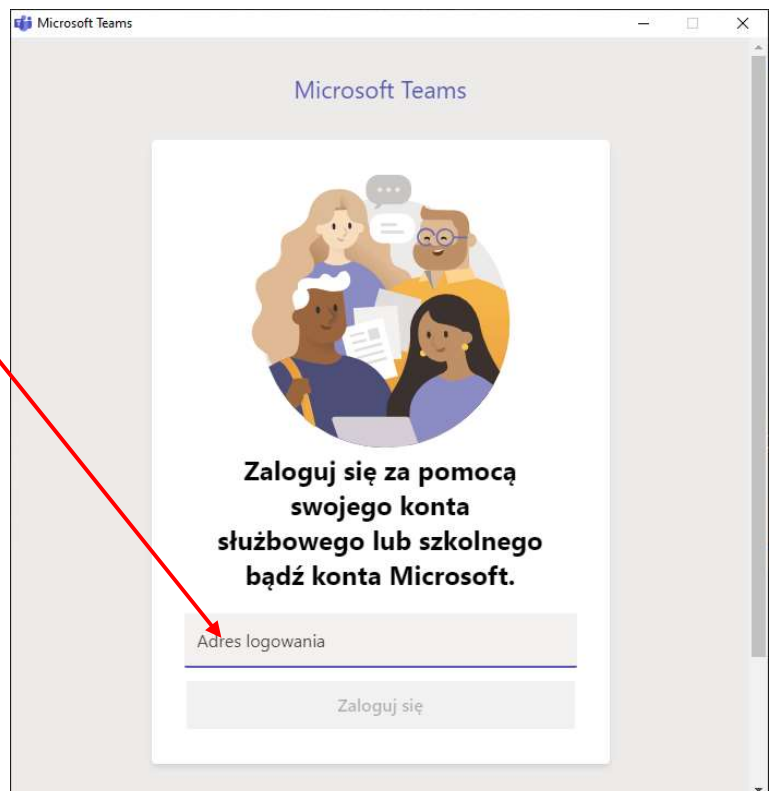 Microsoft Teams
Microsoft Teams
Zaloguj się za pomocą
swojego konta
służbowego lub szkolnego
bądź konta Microsoft.
Adres logowania
Zaloguj się